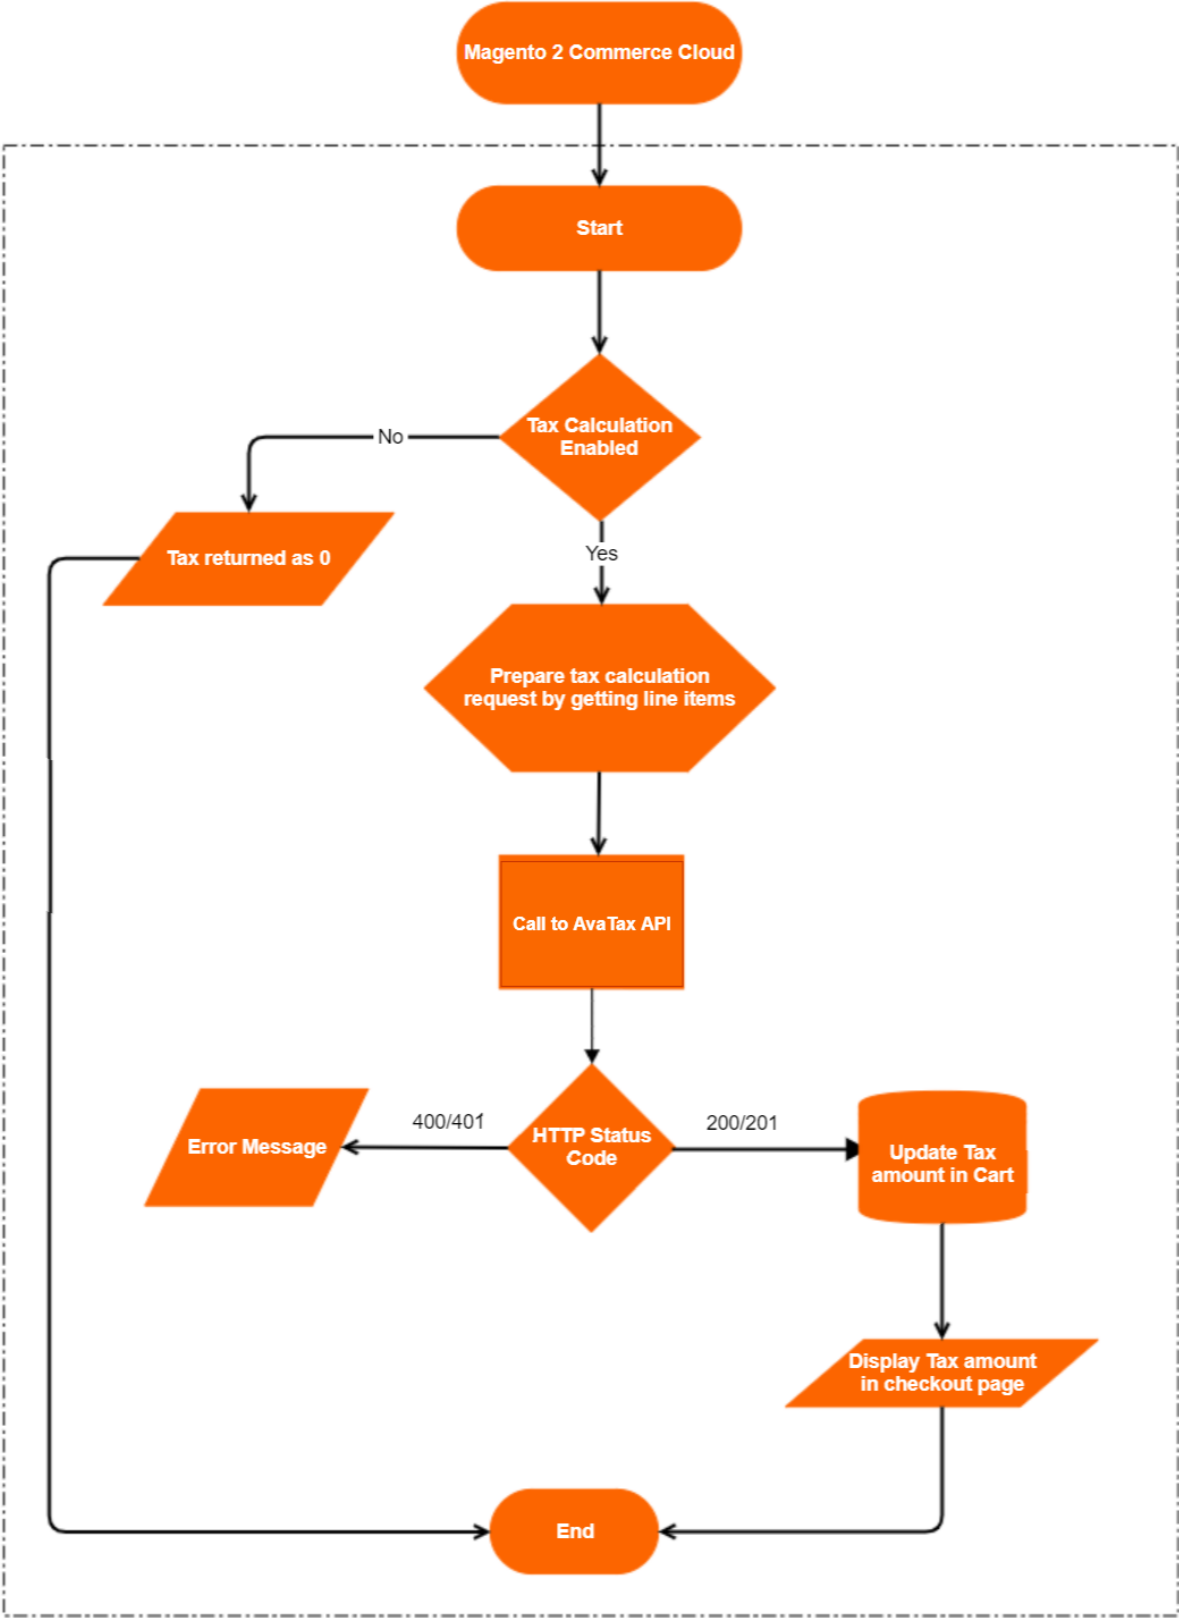 Magento 2 Commerce Cloud
Start
Tax Calculation
Enabled
No
Yes
Tax returned as 0
Prepare tax calculation
request by getting line items
Call to AvaTax API
HTTP Status
Code
400/401
200/201
Error Message
Update Tax
amount in Cart
Display Tax amount
in checkout page
End